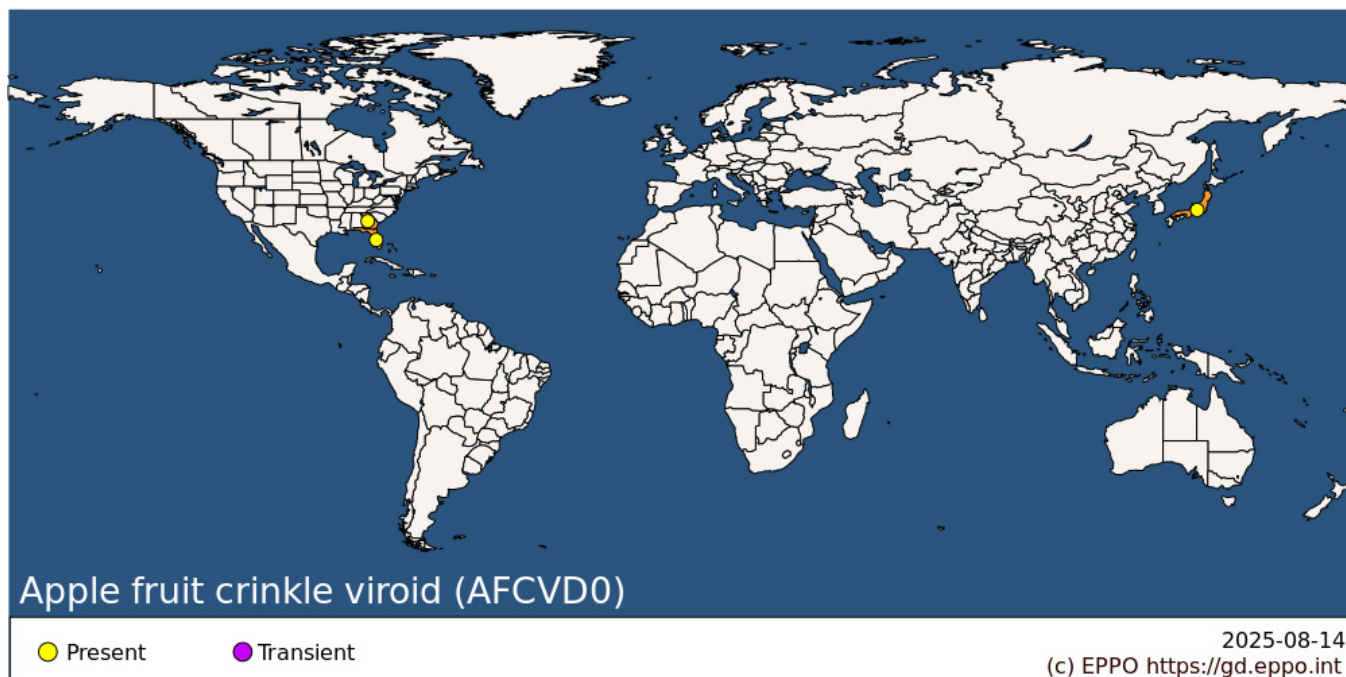 Apple fruit crinkle viroid (AFCVD0)
Present
Transient
2025-08-14
(c) EPPO https://gd.eppo.int